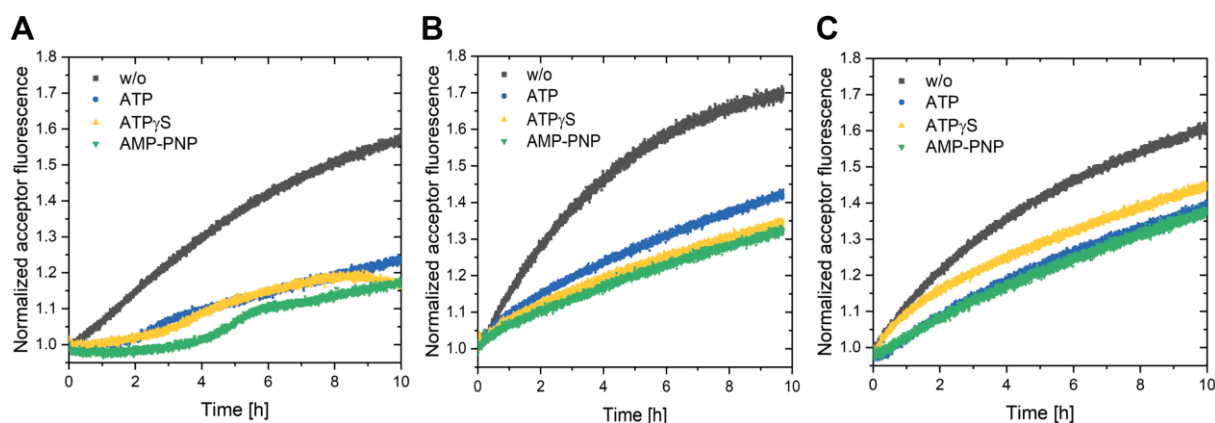 A
Normalized acceptor fluorescence
1.8
1.7
1.6
1.5
1.4
1.3
1.2
1.1
1.0
w/o
ATP
ATPγS
AMP-PNP
0 2 4 6 8 10
Time [h]
B
Normalized acceptor fluorescence
1.8
1.7
1.6
1.5
1.4
1.3
1.2
1.1
1.0
w/o
ATP
ATPγS
AMP-PNP
0 2 4 6 8 10
Time [h]
C
Normalized acceptor fluorescence
1.8
1.7
1.6
1.5
1.4
1.3
1.2
1.1
1.0
w/o
ATP
ATPγS
AMP-PNP
0 2 4 6 8 10
Time [h]